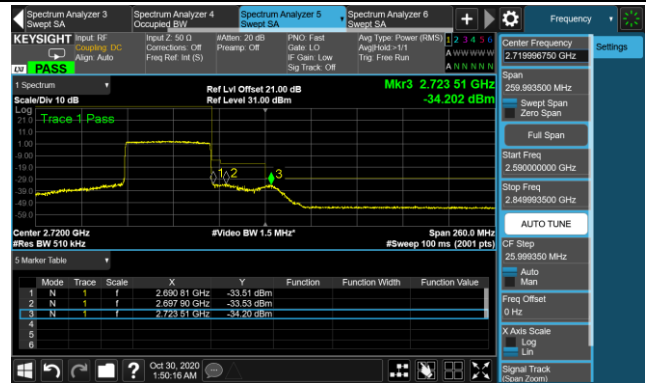 Spectrum Analyzer 3
Swept SA
Spectrum Analyzer 4
Occupied BW
Spectrum Analyzer 5
Swept SA
Spectrum Analyzer 6
Swept SA
+
Frequency
KEYSIGHT
Input: RF
Coupling: DC
Align: Auto
Input Z: 50 Ω
Corrections: Off
Freq Ref: Int (S)
#Atten: 20 dB
Preamp: Off
PNO: Fast
Gate: LO
IF Gain: Low
Sig Track: Off
Avg Type: Power (RMS)
Avg|Hold:>1/1
Trig: Free Run
1 2 3 4 5 6
A W W W W W
A N N N N N
LXI
PASS
1 Spectrum
Scale/Div 10 dB
Ref Lvl Offset 21.00 dB
Ref Level 31.00 dBm
Mkr3 2.723 51 GHz
-34.202 dBm
Log
Trace 1 Pass
21.0
11.0
1.00
-9.00
-19.0
-29.0
-39.0
-49.0
-59.0
1
2
3
Center 2.7200 GHz
#Res BW 510 kHz
#Video BW 1.5 MHz*
Span 260.0 MHz
#Sweep 100 ms (2001 pts)
5 Marker Table
Mode Trace Scale X Y Function Function Width Function Value
1 N 1 f 2.690 81 GHz -33.51 dBm
2 N 1 f 2.697 90 GHz -33.53 dBm
3 N 1 f 2.723 51 GHz -34.20 dBm
4
5
6
Oct 30, 2020
1:50:16 AM
?
Center Frequency
2.719996750 GHz
Settings
Span
259.993500 MHz
Swept Span
Zero Span
Full Span
Start Freq
2.590000000 GHz
Stop Freq
2.849993500 GHz
AUTO TUNE
CF Step
25.999350 MHz
Auto
Man
Freq Offset
0 Hz
X Axis Scale
Log
Lin
Signal Track
(Span Zoom)